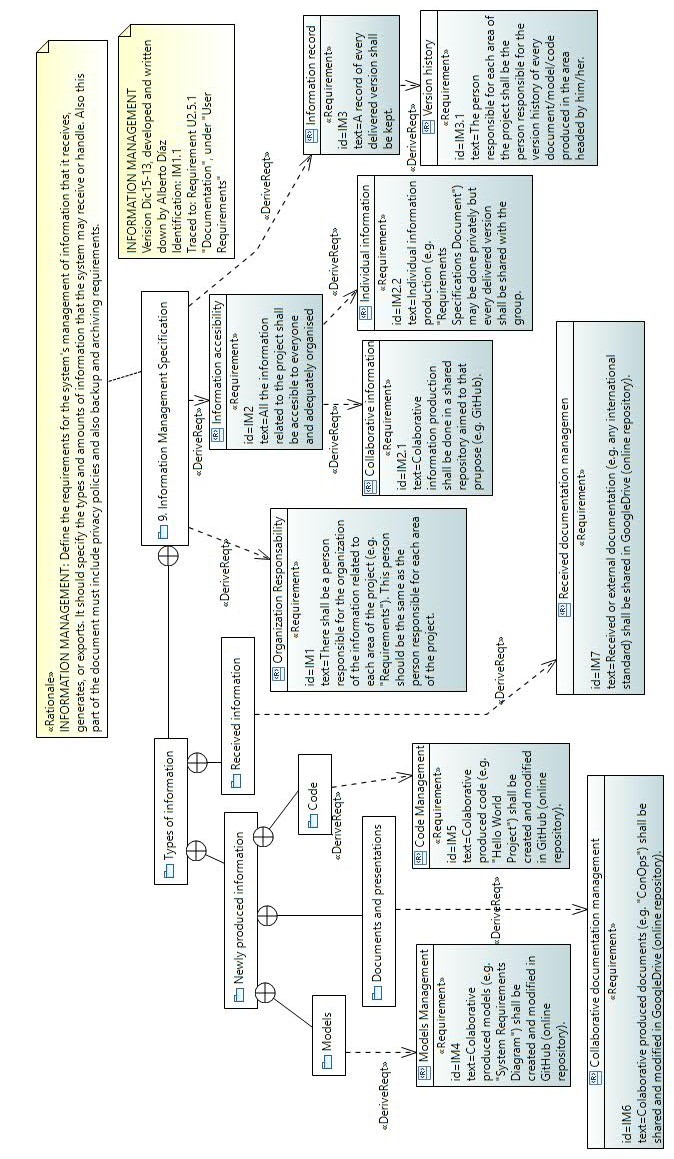 «Rationale»
INFORMATION MANAGEMENT: Define the requirements for the system's management of information that it receives,
generates, or exports. It should specify the types and amounts of information that the system may receive or handle. Also this
part of the document must include privacy policies and also backup and archiving requirements.
INFORMATION MANAGEMENT
Verision Dic15-13, developed and written
down by Alberto Díaz
Identification: IM1.1
Traced to: Requirement U2.5.1
"Documentation", under "User
Requirements"
9. Information Management Specification
Types of information
Received information
Newly produced information
Code
Documents and presentations
Models
«DeriveReqt»
«DeriveReqt»
«DeriveReqt»
«DeriveReqt»
«DeriveReqt»
«DeriveReqt»
«DeriveReqt»
«DeriveReqt»
«DeriveReqt»
«DeriveReqt»
Information record
«Requirement»
id=IM3
text=A record of every
delivered version shall
be kept.
Version history
«Requirement»
id=IM3.1
text=The person
responsible for each area of
the project shall be the
person responsible for the
version history of every
document/model/code
produced in the area
headed by him/her.
Information accesibility
«Requirement»
id=IM2
text=All the information
related to the project shall
be accesible to everyone
and adequately organised
Individual information
«Requirement»
id=IM2.2
text=Individual information
production (e.g.
"Requirements
Specifications Document")
may be done privately but
every delivered version
shall be shared with the
group.
Collaborative information
«Requirement»
id=IM2.1
text=Colaborative
information production
shall be done in a shared
repository aimed to that
prupose (e.g. GitHub).
Organization Responsability
«Requirement»
id=IM1
text=There shall be a person
responsible for the organization
of the information related to
each area of the project (e.g.
"Requirements"). This person
should be the same as the
person responsible for each area
of the project.
Received documentation managemen
«Requirement»
id=IM7
text=Received or external documentation (e.g. any international
standard) shall be shared in GoogleDrive (online repository).
Code Management
«Requirement»
id=IM5
text=Colaborative
produced code (e.g.
"Hello World
Project") shall be
created and modified
in GitHub (online
repository).
Models Management
«Requirement»
id=IM4
text=Colaborative
produced models (e.g.
"System Requirements
Diagram") shall be
created and modified in
GitHub (online
repository).
Collaborative documentation management
«Requirement»
id=IM6
text=Colaborative produced documents (e.g. "ConOps") shall be
shared and modified in GoogleDrive (online repository).